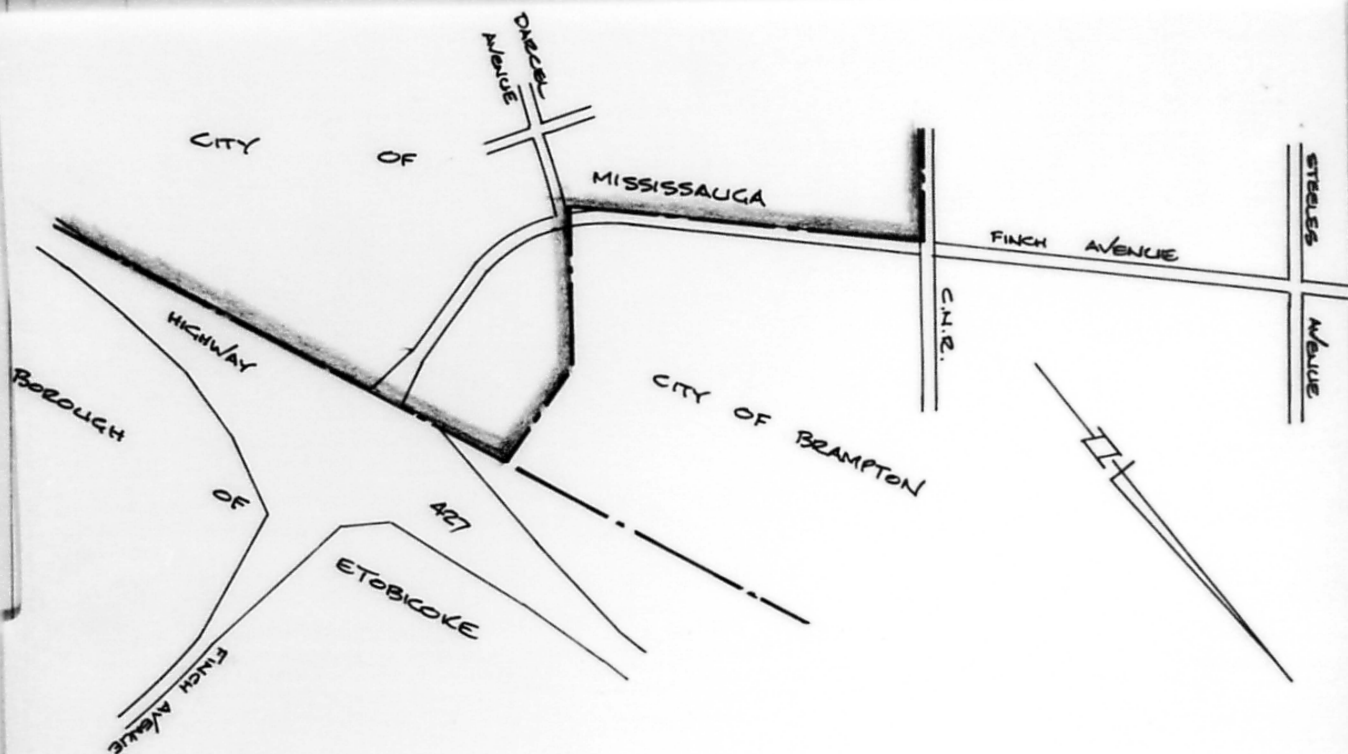 DARCEL
AVENUE
CITY OF
MISSISSAUGA
STEELES
AVENUE
FINCH AVENUE
C.N.R.
HIGHWAY
427
BOROUGH
OF
ETOBICOKE
CITY OF BRAMPTON
N
FINCH AVENUE